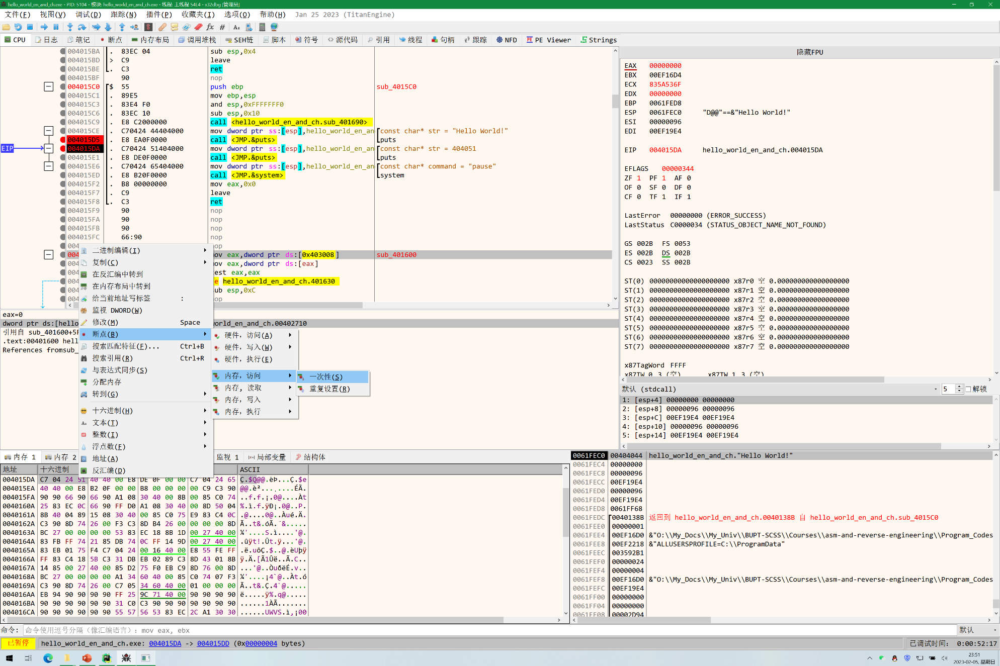 hello_world_en_and_ch.exe - PID: 5104 - 模块: hello_world_en_and_ch.exe - 线程: 主线程 54L4 - x32dbg [管理员]
文件(F) 视图(V) 调试(D) 跟踪(N) 插件(P) 收藏夹(I) 选项(O) 帮助(H) Jan 25 2023 (TitanEngine)
CPU 日志 笔记 断点 内存布局 调用堆栈 SEH链 脚本 符号 源代码 引用 线程 句柄 跟踪 NFD PE Viewer Strings
004015BA . 83EC 04 sub esp,0x4
004015BD > C9 leave
004015BE . C3 ret
004015BF 90 nop
004015C0 $ 55 push ebp sub_4015C0
004015C1 . 89E5 mov ebp,esp
004015C3 . 83E4 F0 and esp,0xFFFFFFF0
004015C6 . 83EC 10 sub esp,0x10
004015C9 . E8 C2000000 call <hello_world_en_and_ch.sub_401690>
004015CE . C70424 44404000 mov dword ptr ss:[esp],hello_world_en_an const char* str = "Hello World!"
004015D5 . E8 EA0F0000 call <JMP.&puts> puts
EIP 004015DA . C70424 51404000 mov dword ptr ss:[esp],hello_world_en_an const char* str = 404051
004015E1 . E8 DE0F0000 call <JMP.&puts> puts
004015E6 . C70424 65404000 mov dword ptr ss:[esp],hello_world_en_an const char* command = "pause"
004015ED . E8 B20F0000 call <JMP.&system> system
004015F2 . B8 00000000 mov eax,0x0
004015F7 . C9 leave
004015F8 . C3 ret
004015F9 90 nop
004015FA 90 nop
004015FB 90 nop
004015FC 66:90 nop
004 op
004 ov eax,dword ptr ds:[0x403008] sub_401600
004 ov eax,dword ptr ds:[eax]
004 est eax,eax
004 e hello_world_en_and_ch.401630
004 ub esp,0xC
004 op
eax=0
dword ptr ds:[hello orld_en_and_ch.00402710
引用自 sub_401600+5F
.text:00401600 hell
References fromsub_
二进制编辑(I)
复制(C)
在反汇编中转到
在内存布局中转到
给当前地址写标签 :
监视 DWORD(W)
修改(M) Space
断点(B)
搜索匹配特征(F)... Ctrl+B
搜索引用(R) Ctrl+R
与表达式同步(S)
分配内存
转到(G)
十六进制(H)
文本(T)
整数(I)
浮点数(F)
地址(A)
反汇编(D)
硬件, 访问(A)
硬件, 写入(W)
硬件, 执行(E)
内存, 访问
内存, 读取
内存, 写入
内存, 执行
一次性(S)
重复设置(R)
隐藏FPU
EAX 00000000
EBX 00EF16D4
ECX 835A536F
EDX 00000000
EBP 0061FED8
ESP 0061FEC0 "D@@"==&"Hello World!"
ESI 00000096
EDI 00EF19E4
EIP 004015DA hello_world_en_and_ch.004015DA
EFLAGS 00000344
ZF 1 PF 1 AF 0
OF 0 SF 0 DF 0
CF 0 TF 1 IF 1
LastError 00000000 (ERROR_SUCCESS)
LastStatus C0000034 (STATUS_OBJECT_NAME_NOT_FOUND)
GS 002B FS 0053
ES 002B DS 002B
CS 0023 SS 002B
ST(0) 00000000000000000000 x87r0 空 0.000000000000000000
ST(1) 00000000000000000000 x87r1 空 0.000000000000000000
ST(2) 00000000000000000000 x87r2 空 0.000000000000000000
ST(3) 00000000000000000000 x87r3 空 0.000000000000000000
ST(4) 00000000000000000000 x87r4 空 0.000000000000000000
ST(5) 00000000000000000000 x87r5 空 0.000000000000000000
ST(6) 00000000000000000000 x87r6 空 0.000000000000000000
ST(7) 00000000000000000000 x87r7 空 0.000000000000000000
x87TagWord FFFF
x87TW_0 3 (空) x87TW_1 3 (空)
默认 (stdcall) 5 解锁
1: [esp+4] 00000000 00000000
2: [esp+8] 00000096 00000096
3: [esp+C] 00EF19E4 00EF19E4
4: [esp+10] 00000096 00000096
5: [esp+14] 00EF19E4 00EF19E4
内存 1 内存 2 监视 1 局部变量 结构体
地址 十六进制 ASCII
004015DA C7 04 24 51 40 40 00 E8 DE 0F 00 00 C7 04 24 65 Ç.$Q@@.èÞ...Ç.$e
004015EA 40 40 00 E8 B2 0F 00 00 B8 00 00 00 00 C9 C3 90 @@.è²...¸....ÉÃ.
004015FA 90 90 66 90 66 90 A1 08 30 40 00 8B 00 85 C0 74 ..f.f.¡.0@....Àt
0040160A 25 83 EC 0C 66 90 FF D0 A1 08 30 40 00 8D 50 04 %.ì.f.ÿÐ¡.0@..P.
0040161A 8B 40 04 89 15 08 30 40 00 85 C0 75 E9 83 C4 0C .@....0@..Àué.Ä.
0040162A C3 90 8D 74 26 00 F3 C3 8D B4 26 00 00 00 00 8D Ã..t&.óÃ.´&.....
0040163A BC 27 00 00 00 00 53 83 EC 18 8B 1D 00 27 40 00 ¼'....S.ì....'@.
0040164A 83 FB FF 74 21 85 DB 74 0C FF 14 9D 00 27 40 00 .ûÿt!.Ût.ÿ...'@.
0040165A 83 EB 01 75 F4 C7 04 24 00 16 40 00 E8 55 FE FF .ë.uôÇ.$..@.èUþÿ
0040166A FF 83 C4 18 5B C3 31 DB EB 02 89 C3 8D 43 01 8B ÿ.Ä.[Ã1Ûë..Ã.C..
0040167A 14 85 00 27 40 00 85 D2 75 F0 EB C9 8D 76 00 8D ...'@..ÒuðëÉ.v..
0040168A BC 27 00 00 00 00 A1 34 60 40 00 85 C0 74 07 F3 ¼'....¡4`@..Àt.ó
0040169A C3 90 8D 74 26 00 C7 05 34 60 40 00 01 00 00 00 Ã..t&.Ç.4`@.....
004016AA EB 94 90 90 90 90 FF 25 9C 71 40 00 90 90 90 90 ë.....ÿ%.q@.....
004016BA 90 90 90 90 90 90 31 C0 C3 90 90 90 90 90 90 90 ......1ÀÃ.......
004016CA 90 90 90 90 90 90 55 57 56 53 83 EC 2C A1 30 30 ......UWVS.ì,¡00
0061FEC0 00404044 hello_world_en_and_ch."Hello World!"
0061FEC4 00000000
0061FEC8 00000096
0061FECC 00EF19E4
0061FED0 00000096
0061FED4 00EF19E4
0061FED8 0061FF68
0061FEDC 0040138B 返回到 hello_world_en_and_ch.0040138B 自 hello_world_en_and_ch.sub_4015C0
0061FEE0 00000001
0061FEE4 00EF16D0 &"O:\\My_Docs\\My_Univ\\BUPT-SCSS\\Courses\\asm-and-reverse-engineering\\Program_Codes
0061FEE8 00EF2218 &"ALLUSERSPROFILE=C:\\ProgramData"
0061FEEC 003592B1
0061FEF0 00000024
0061FEF4 00000004
0061FEF8 00EF16D0 &"O:\\My_Docs\\My_Univ\\BUPT-SCSS\\Courses\\asm-and-reverse-engineering\\Program_Codes
0061FEFC 00EF19E4
0061FF00 00000000
0061FF04 00000000
0061FF08 00002D94
命令: 命令使用逗号分隔 (像汇编语言) : mov eax, ebx 默认
已暂停 hello_world_en_and_ch.exe: 004015DA -> 004015DD (0x00000004 bytes) 已调试时间: 0:00:52:17
23:51
2023-02-05, 星期日